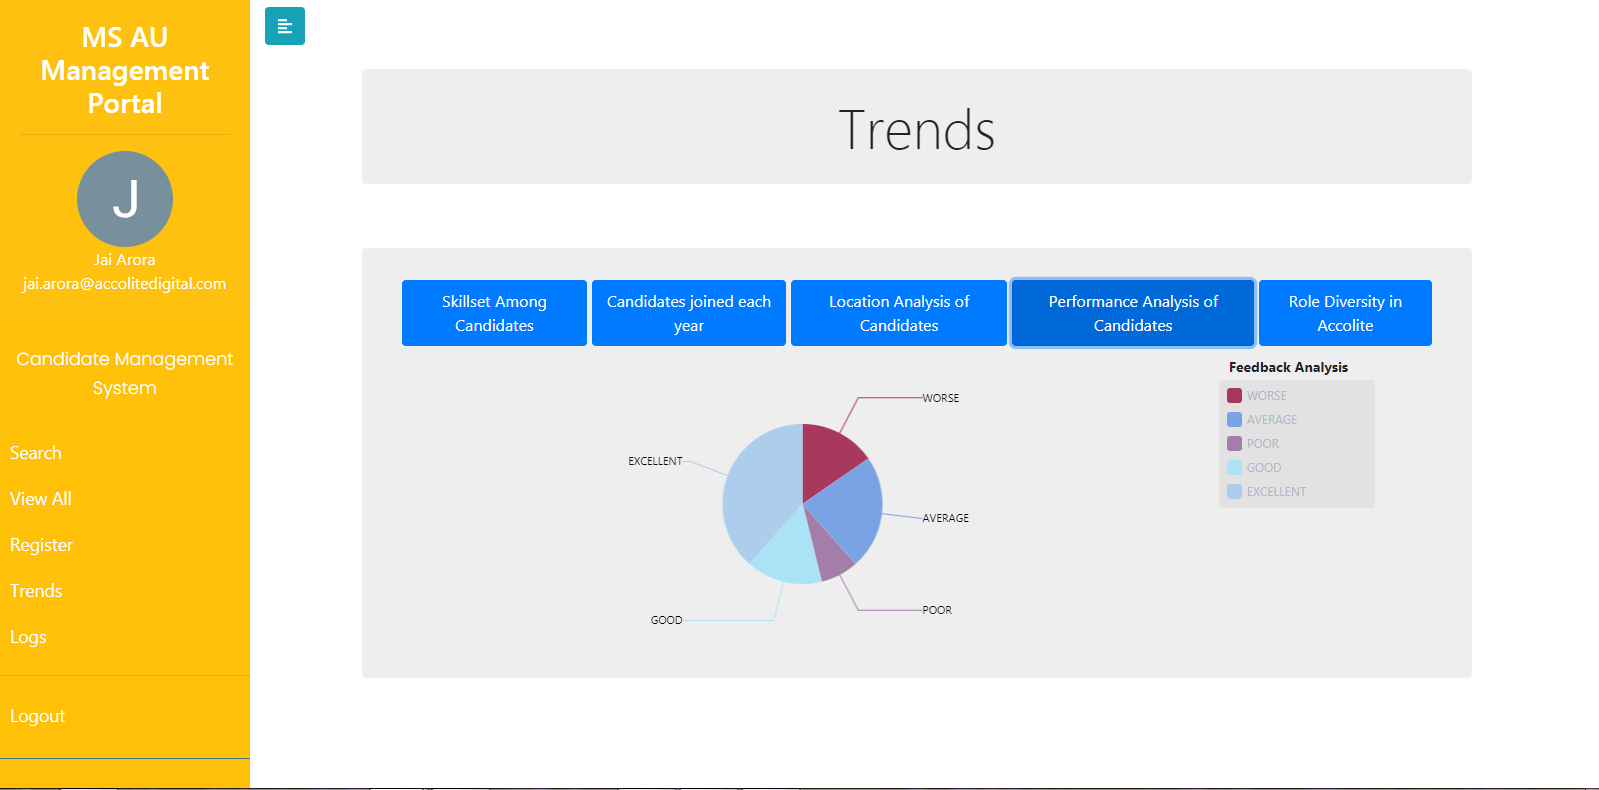 MS AU
Management
Portal
J
Jai Arora
jai.arora@accolitedigital.com
Candidate Management
System
Search
View All
Register
Trends
Logs
Logout
Trends
Skillset Among
Candidates
Candidates joined each
year
Location Analysis of
Candidates
Performance Analysis of
Candidates
Role Diversity in
Accolite
WORSE
EXCELLENT
AVERAGE
POOR
GOOD
Feedback Analysis
WORSE
AVERAGE
POOR
GOOD
EXCELLENT